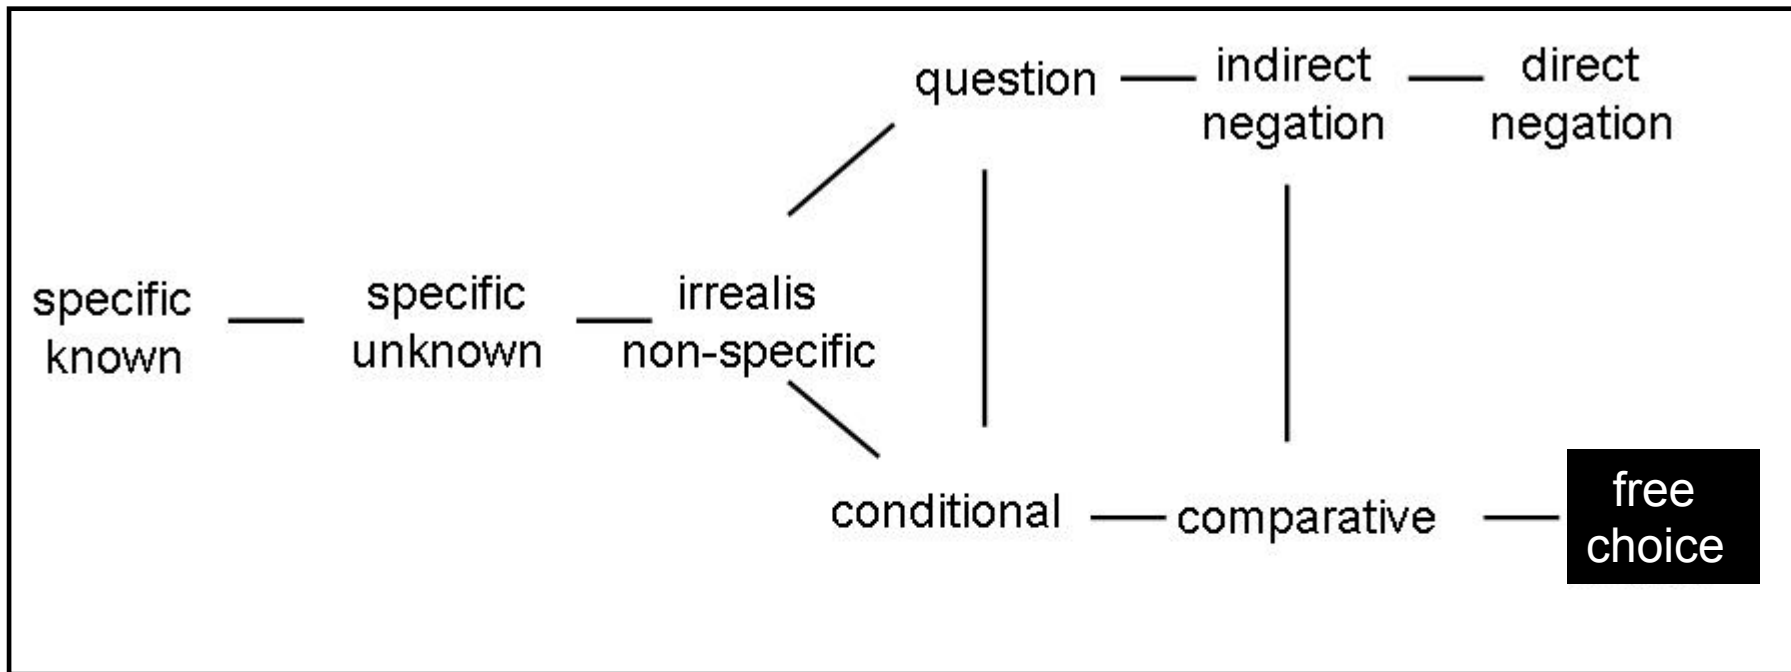 question
indirect
negation
direct
negation
specific
known
specific
unknown
irrealis
non-specific
conditional
comparative
free
choice